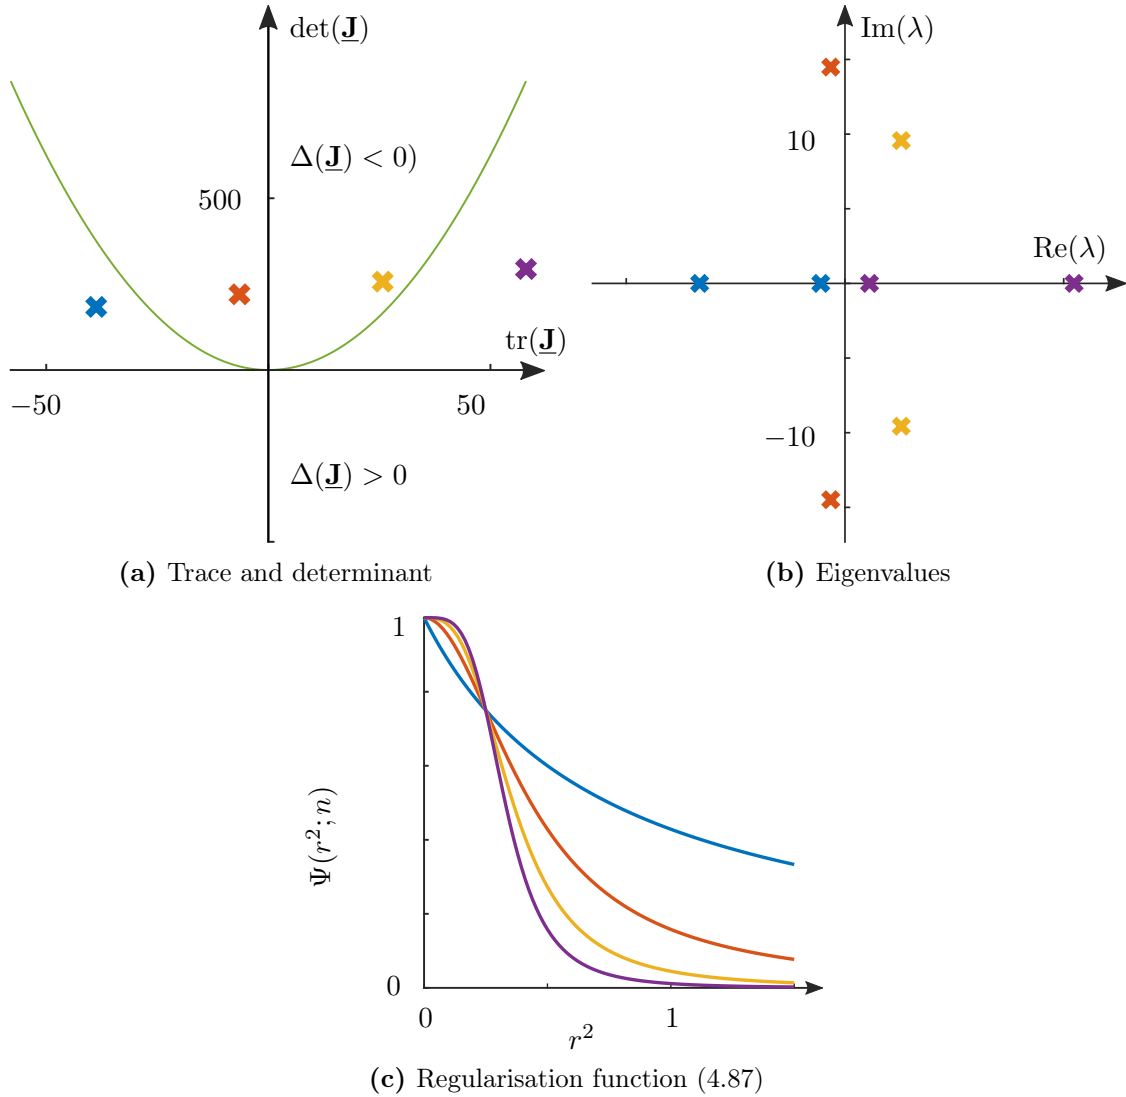 det(J)
Δ(J) < 0)
500
tr(J)
−50
50
Δ(J) > 0
(a) Trace and determinant
Im(λ)
10
Re(λ)
−10
(b) Eigenvalues
1
Ψ(r²; n)
0
0
1
r²
(c) Regularisation function (4.87)